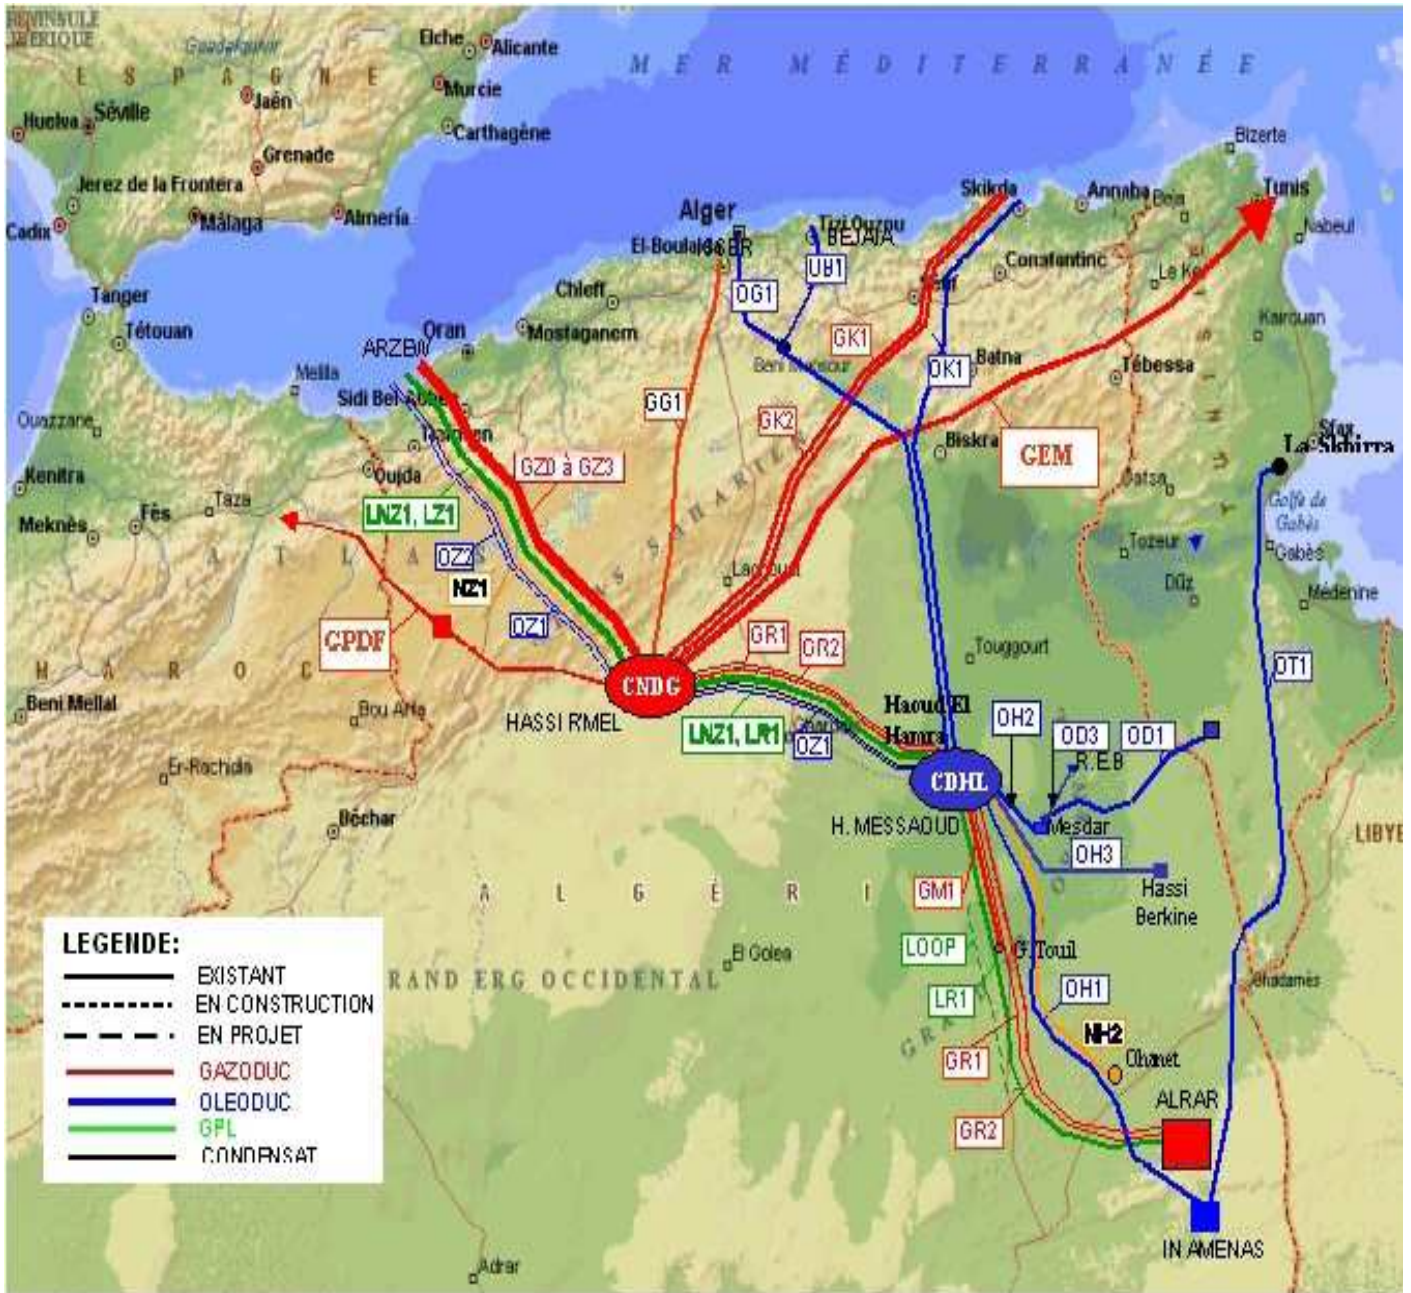 PENINSULE
IBERIQUE
Guadalquivir
Elche
Alicante
E S P A G N E
M E R M É D I T E R R A N É E
Jaén
Murcie
Huelva
Séville
Carthagène
Grenade
Bizerte
Jerez de la Frontera
Cadix
Málaga
Almería
Skikda
Annaba
Beja
Tunis
Alger
Tizi Ouzou
BEJAIA
Nabeul
El-Boulaida
Constantine
Le Kef
Tanger
Chleff
OG1
Tétouan
Oran
Mostaganem
Kairouan
ARZEW
GK1
Beni Mansour
OK1
Batna
Tébessa
Melilla
Sidi Bel-Abbes
GG1
Ouazzane
GK2
Biskra
GEM
Sfax
La Skhirra
Tlemcen
Oujda
GZ0 à GZ3
Kenitra
Taza
LNZ1, LZ1
Golfe de
Gabès
Meknès
Fès
A T L A S
OZ2
NZ1
Tozeur
Gabès
Düz
Médenine
OZ1
GPDF
GR1
GR2
Touggourt
OT1
M A R O C
CNDG
Beni Mellal
Bou Arfa
HASSI R'MEL
LNZ1, LR1
OZ1
Haoud El
Hamra
OH2
OD3
OD1
R.E.B
Er-Rachidia
CDHL
Béchar
H. MESSAOUD
Mesdar
LIBYE
OH3
Hassi
Berkine
A L G É R I
GM1
LEGENDE:
EXISTANT
EN CONSTRUCTION
EN PROJET
GAZODUC
OLEODUC
GPL
CONDENSAT
RAND ERG OCCIDENTAL
El Golea
LOOP
G. Touil
LR1
OH1
Ghadamès
NH2
Ohanet
GR1
ALRAR
GR2
IN AMENAS
Adrar